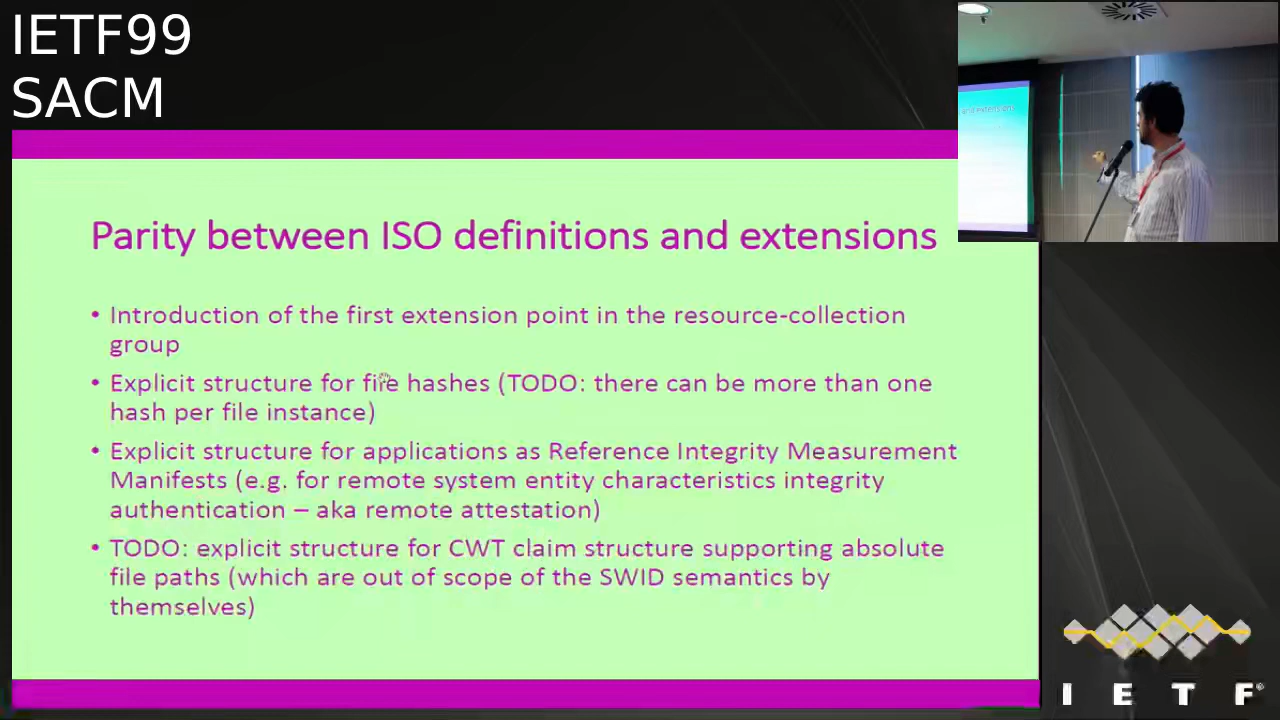 IETF99
SACM
Parity between ISO definitions and extensions
• Introduction of the first extension point in the resource-collection
group
• Explicit structure for file hashes (TODO: there can be more than one
hash per file instance)
• Explicit structure for applications as Reference Integrity Measurement
Manifests (e.g. for remote system entity characteristics integrity
authentication – aka remote attestation)
• TODO: explicit structure for CWT claim structure supporting absolute
file paths (which are out of scope of the SWID semantics by
themselves)
I E T F